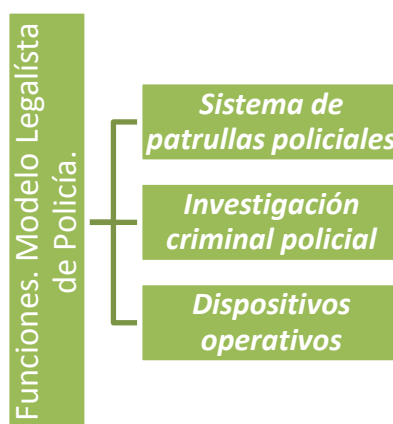 Funciones. Modelo Legalísta
de Policía.
Sistema de
patrullas policiales
Investigación
criminal policial
Dispositivos
operativos